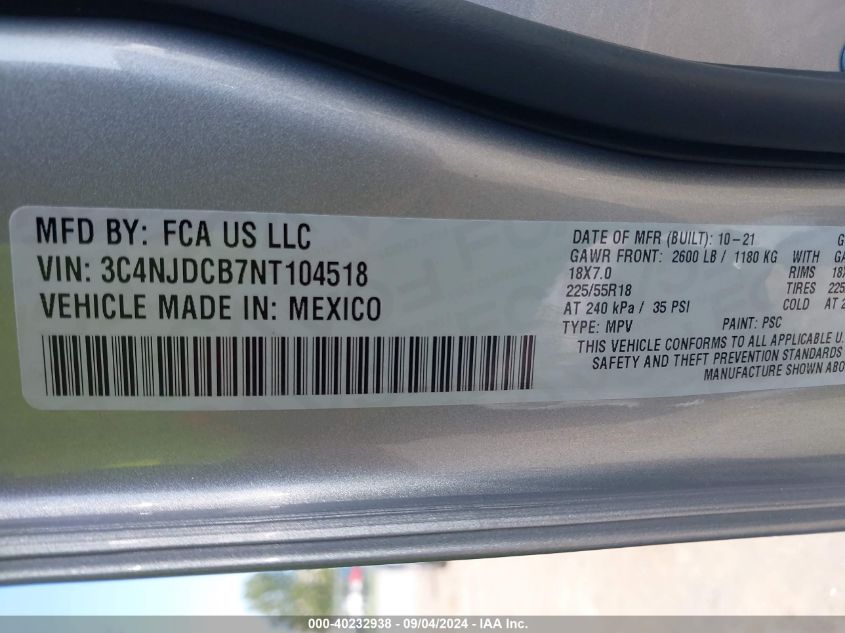 MFD BY: FCA US LLC
VIN: 3C4NJDCB7NT104518
VEHICLE MADE IN: MEXICO
DATE OF MFR (BUILT): 10-21
GAWR FRONT: 2600 LB / 1180 KG WITH
18X7.0 RIMS
225/55R18 TIRES
AT 240 kPa / 35 PSI COLD
TYPE: MPV PAINT: PSC
THIS VEHICLE CONFORMS TO ALL APPLICABLE
SAFETY AND THEFT PREVENTION STANDARDS
MANUFACTURE SHOWN
000-40232938 - 09/04/2024 - IAA Inc.